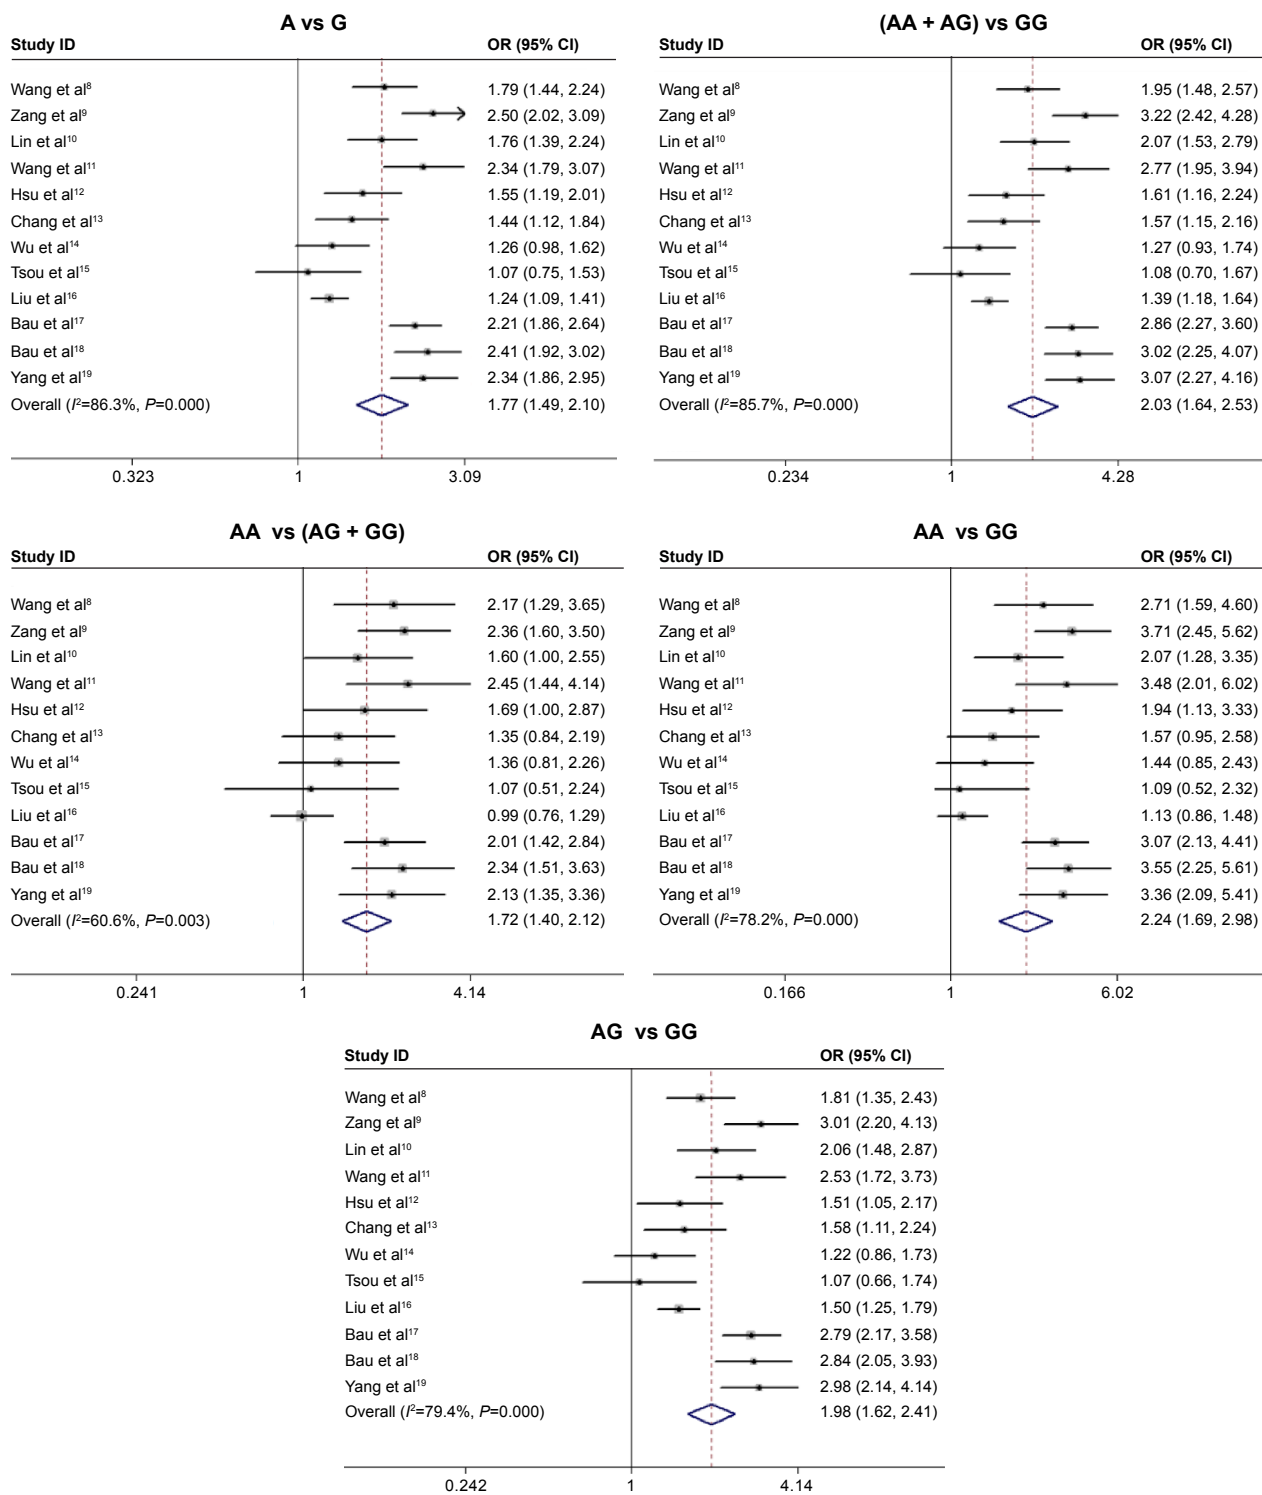 A vs G
Study ID OR (95% CI)
Wang et al⁸ 1.79 (1.44, 2.24)
Zang et al⁹ 2.50 (2.02, 3.09)
Lin et al¹⁰ 1.76 (1.39, 2.24)
Wang et al¹¹ 2.34 (1.79, 3.07)
Hsu et al¹² 1.55 (1.19, 2.01)
Chang et al¹³ 1.44 (1.12, 1.84)
Wu et al¹⁴ 1.26 (0.98, 1.62)
Tsou et al¹⁵ 1.07 (0.75, 1.53)
Liu et al¹⁶ 1.24 (1.09, 1.41)
Bau et al¹⁷ 2.21 (1.86, 2.64)
Bau et al¹⁸ 2.41 (1.92, 3.02)
Yang et al¹⁹ 2.34 (1.86, 2.95)
Overall (I²=86.3%, P=0.000) 1.77 (1.49, 2.10)
0.323 1 3.09
(AA + AG) vs GG
Study ID OR (95% CI)
Wang et al⁸ 1.95 (1.48, 2.57)
Zang et al⁹ 3.22 (2.42, 4.28)
Lin et al¹⁰ 2.07 (1.53, 2.79)
Wang et al¹¹ 2.77 (1.95, 3.94)
Hsu et al¹² 1.61 (1.16, 2.24)
Chang et al¹³ 1.57 (1.15, 2.16)
Wu et al¹⁴ 1.27 (0.93, 1.74)
Tsou et al¹⁵ 1.08 (0.70, 1.67)
Liu et al¹⁶ 1.39 (1.18, 1.64)
Bau et al¹⁷ 2.86 (2.27, 3.60)
Bau et al¹⁸ 3.02 (2.25, 4.07)
Yang et al¹⁹ 3.07 (2.27, 4.16)
Overall (I²=85.7%, P=0.000) 2.03 (1.64, 2.53)
0.234 1 4.28
AA vs (AG + GG)
Study ID OR (95% CI)
Wang et al⁸ 2.17 (1.29, 3.65)
Zang et al⁹ 2.36 (1.60, 3.50)
Lin et al¹⁰ 1.60 (1.00, 2.55)
Wang et al¹¹ 2.45 (1.44, 4.14)
Hsu et al¹² 1.69 (1.00, 2.87)
Chang et al¹³ 1.35 (0.84, 2.19)
Wu et al¹⁴ 1.36 (0.81, 2.26)
Tsou et al¹⁵ 1.07 (0.51, 2.24)
Liu et al¹⁶ 0.99 (0.76, 1.29)
Bau et al¹⁷ 2.01 (1.42, 2.84)
Bau et al¹⁸ 2.34 (1.51, 3.63)
Yang et al¹⁹ 2.13 (1.35, 3.36)
Overall (I²=60.6%, P=0.003) 1.72 (1.40, 2.12)
0.241 1 4.14
AA vs GG
Study ID OR (95% CI)
Wang et al⁸ 2.71 (1.59, 4.60)
Zang et al⁹ 3.71 (2.45, 5.62)
Lin et al¹⁰ 2.07 (1.28, 3.35)
Wang et al¹¹ 3.48 (2.01, 6.02)
Hsu et al¹² 1.94 (1.13, 3.33)
Chang et al¹³ 1.57 (0.95, 2.58)
Wu et al¹⁴ 1.44 (0.85, 2.43)
Tsou et al¹⁵ 1.09 (0.52, 2.32)
Liu et al¹⁶ 1.13 (0.86, 1.48)
Bau et al¹⁷ 3.07 (2.13, 4.41)
Bau et al¹⁸ 3.55 (2.25, 5.61)
Yang et al¹⁹ 3.36 (2.09, 5.41)
Overall (I²=78.2%, P=0.000) 2.24 (1.69, 2.98)
0.166 1 6.02
AG vs GG
Study ID OR (95% CI)
Wang et al⁸ 1.81 (1.35, 2.43)
Zang et al⁹ 3.01 (2.20, 4.13)
Lin et al¹⁰ 2.06 (1.48, 2.87)
Wang et al¹¹ 2.53 (1.72, 3.73)
Hsu et al¹² 1.51 (1.05, 2.17)
Chang et al¹³ 1.58 (1.11, 2.24)
Wu et al¹⁴ 1.22 (0.86, 1.73)
Tsou et al¹⁵ 1.07 (0.66, 1.74)
Liu et al¹⁶ 1.50 (1.25, 1.79)
Bau et al¹⁷ 2.79 (2.17, 3.58)
Bau et al¹⁸ 2.84 (2.05, 3.93)
Yang et al¹⁹ 2.98 (2.14, 4.14)
Overall (I²=79.4%, P=0.000) 1.98 (1.62, 2.41)
0.242 1 4.14